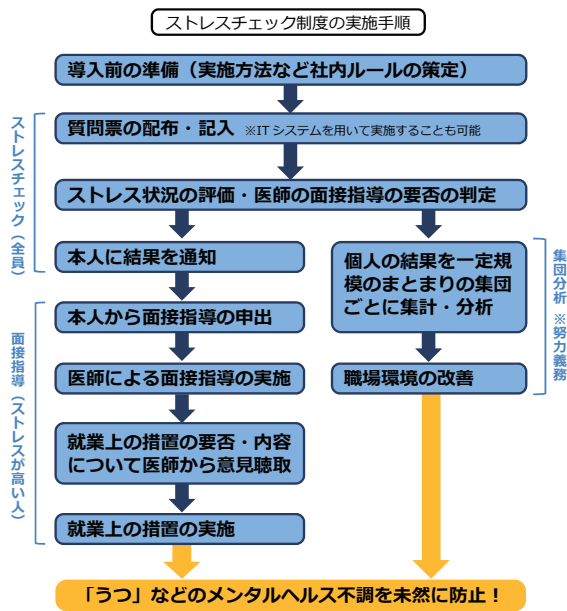 ストレスチェック制度の実施手順
導入前の準備（実施方法など社内ルールの策定）
ストレスチェック（全員）
質問票の配布・記入 ※IT システムを用いて実施することも可能
ストレス状況の評価・医師の面接指導の要否の判定
本人に結果を通知
面接指導（ストレスが高い人）
本人から面接指導の申出
医師による面接指導の実施
就業上の措置の要否・内容
について医師から意見聴取
就業上の措置の実施
個人の結果を一定規
模のまとまりの集団
ごとに集計・分析
職場環境の改善
集団分析 ※努力義務
「うつ」などのメンタルヘルス不調を未然に防止！